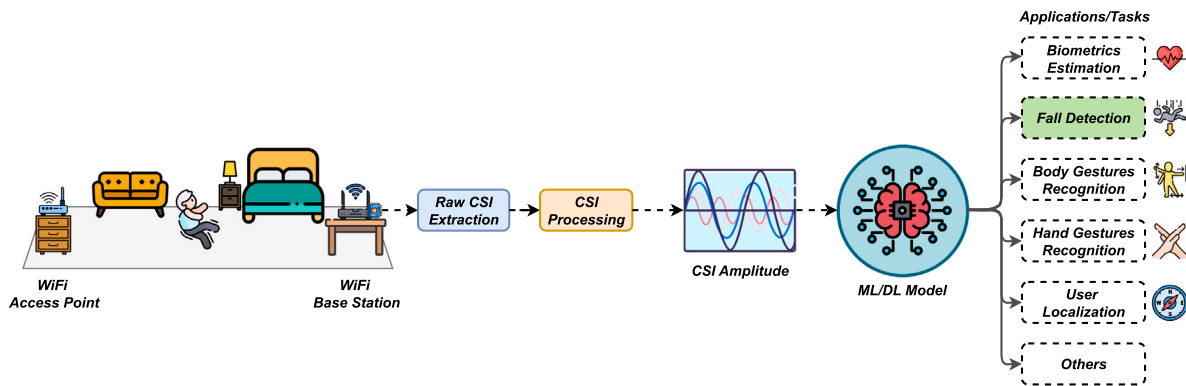 Applications/Tasks
Biometrics
Estimation
Fall Detection
Body Gestures
Recognition
Hand Gestures
Recognition
User
Localization
Others
Raw CSI
Extraction
CSI
Processing
CSI Amplitude
ML/DL Model
WiFi
Access Point
WiFi
Base Station
N
E
S
W